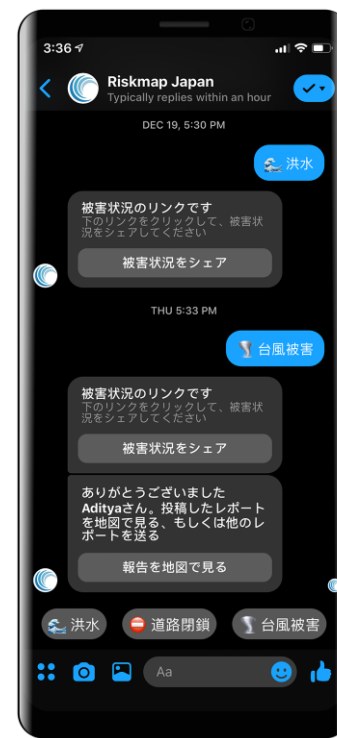 3:36
Riskmap Japan
Typically replies within an hour
DEC 19, 5:30 PM
洪水
被害状況のリンクです
下のリンクをクリックして、被害状
況をシェアしてください
被害状況をシェア
THU 5:33 PM
台風被害
被害状況のリンクです
下のリンクをクリックして、被害状
況をシェアしてください
被害状況をシェア
ありがとうございました
Adityaさん。投稿したレポート
を地図で見る、もしくは他のレ
ポートを送る
報告を地図で見る
洪水 道路閉鎖 台風被害
Aa